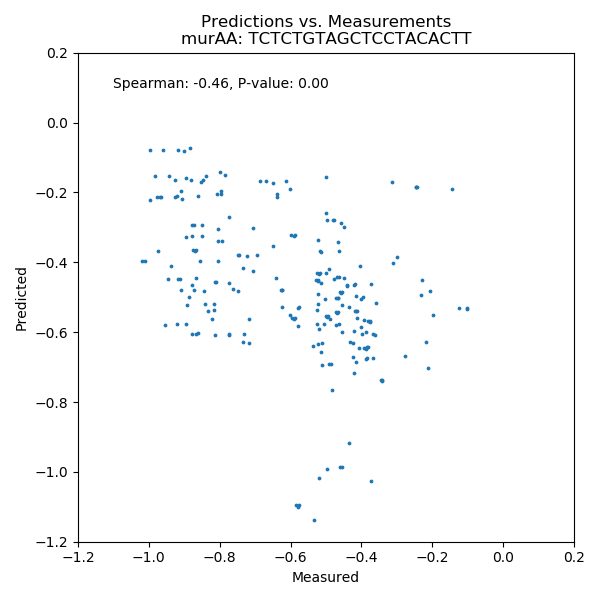 Predictions vs. Measurements
murAA: TCTCTGTAGCTCCTACACTT
Spearman: -0.46, P-value: 0.00
0.2
0.0
−0.2
−0.4
−0.6
−0.8
−1.0
−1.2
Predicted
−1.2 −1.0 −0.8 −0.6 −0.4 −0.2 0.0 0.2
Measured